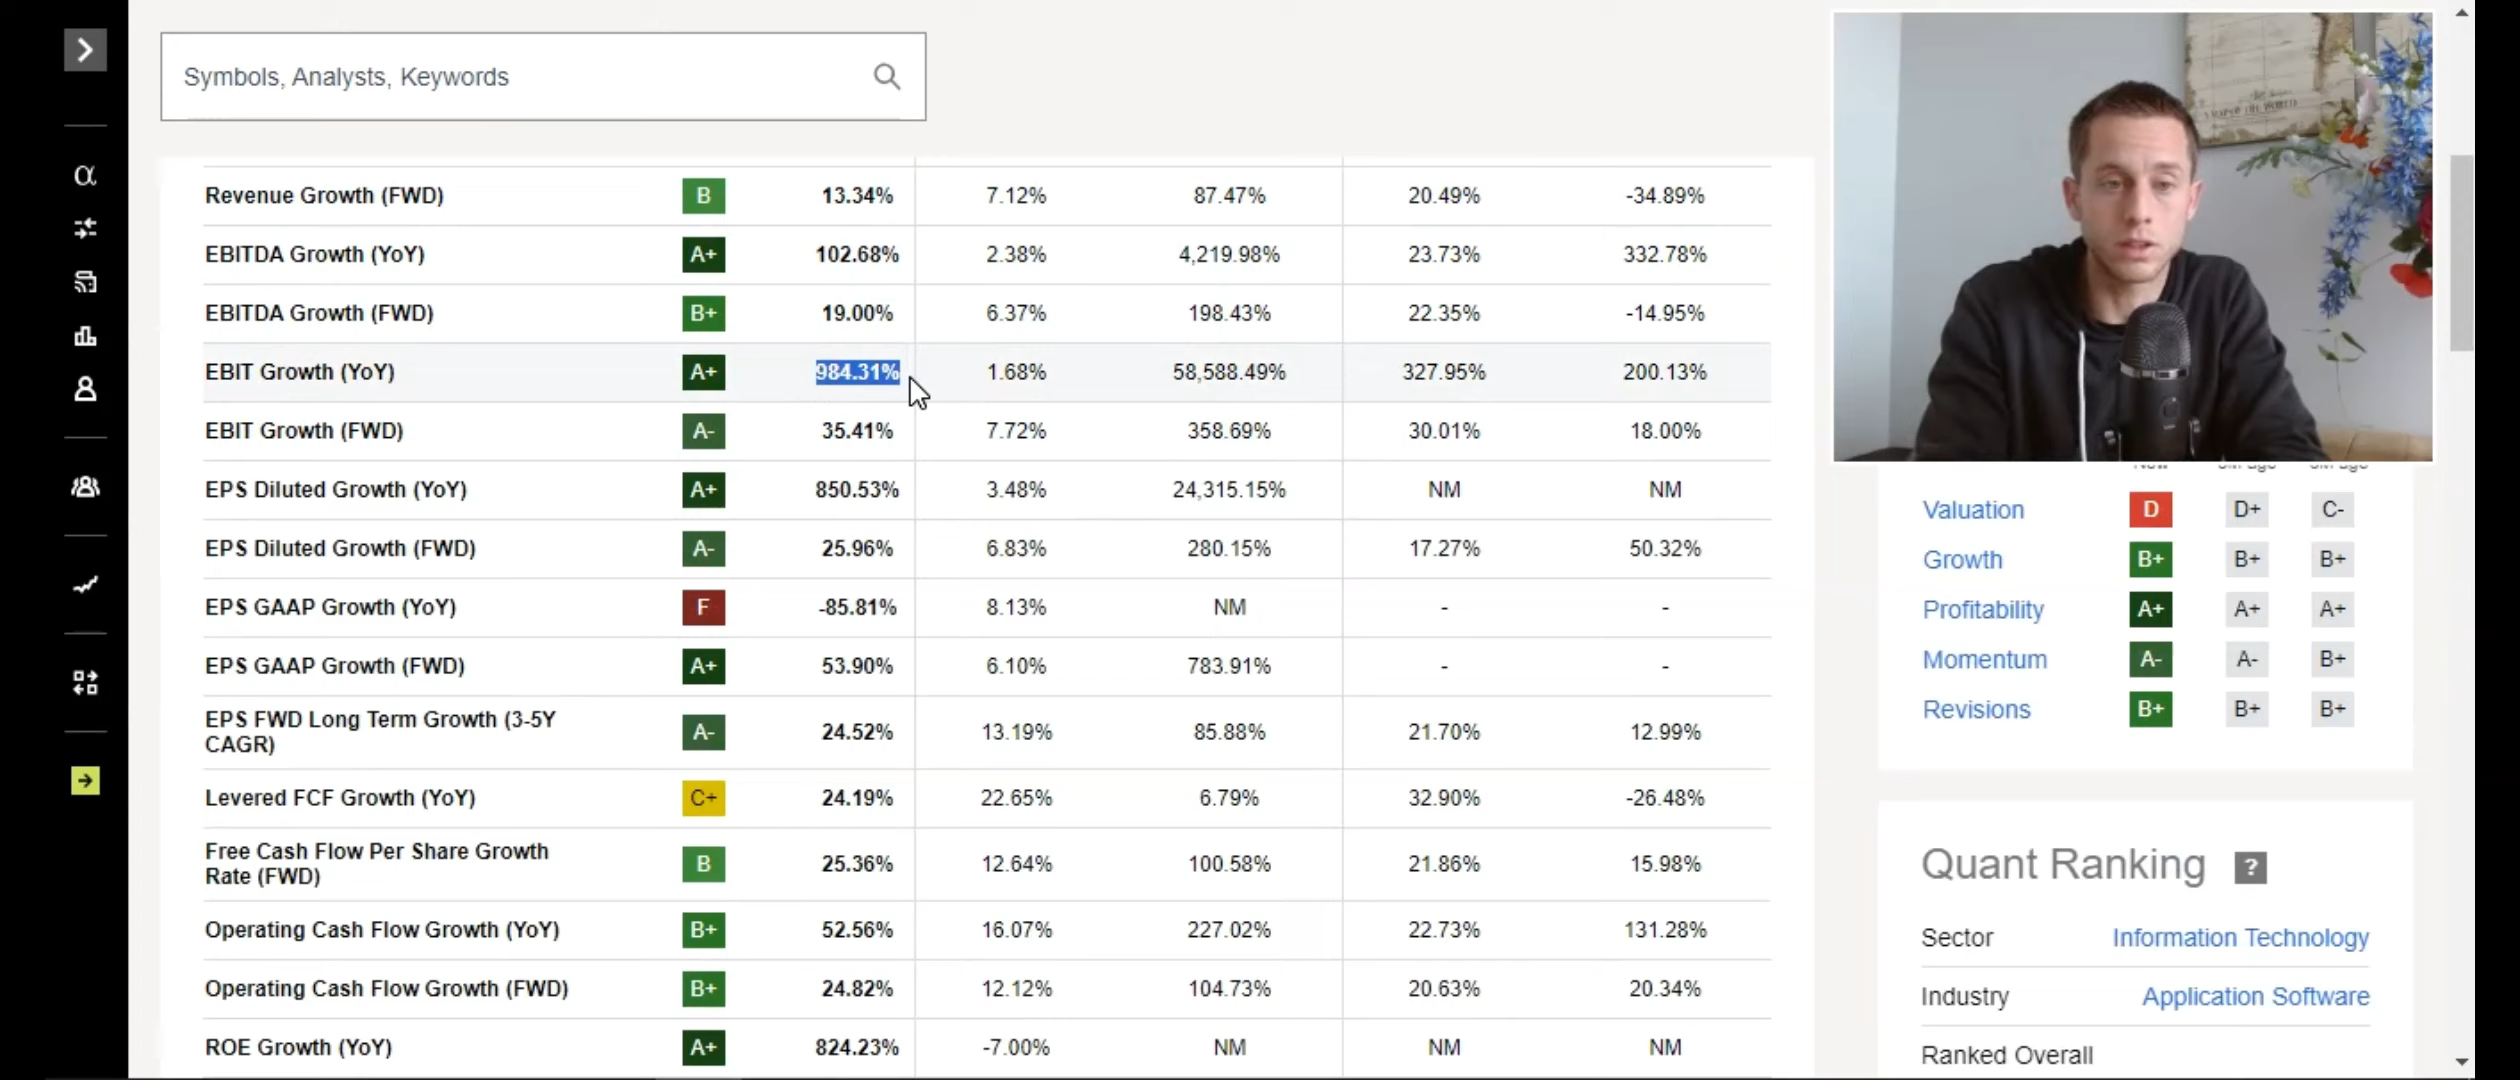 Symbols, Analysts, Keywords
Revenue Growth (FWD) B 13.34% 7.12% 87.47% 20.49% -34.89%
EBITDA Growth (YoY) A+ 102.68% 2.38% 4,219.98% 23.73% 332.78%
EBITDA Growth (FWD) B+ 19.00% 6.37% 198.43% 22.35% -14.95%
EBIT Growth (YoY) A+ 984.31% 1.68% 58,588.49% 327.95% 200.13%
EBIT Growth (FWD) A- 35.41% 7.72% 358.69% 30.01% 18.00%
EPS Diluted Growth (YoY) A+ 850.53% 3.48% 24,315.15% NM NM
EPS Diluted Growth (FWD) A- 25.96% 6.83% 280.15% 17.27% 50.32%
EPS GAAP Growth (YoY) F -85.81% 8.13% NM - -
EPS GAAP Growth (FWD) A+ 53.90% 6.10% 783.91% - -
EPS FWD Long Term Growth (3-5Y
CAGR) A- 24.52% 13.19% 85.88% 21.70% 12.99%
Levered FCF Growth (YoY) C+ 24.19% 22.65% 6.79% 32.90% -26.48%
Free Cash Flow Per Share Growth
Rate (FWD) B 25.36% 12.64% 100.58% 21.86% 15.98%
Operating Cash Flow Growth (YoY) B+ 52.56% 16.07% 227.02% 22.73% 131.28%
Operating Cash Flow Growth (FWD) B+ 24.82% 12.12% 104.73% 20.63% 20.34%
ROE Growth (YoY) A+ 824.23% -7.00% NM NM NM
Valuation D D+ C-
Growth B+ B+ B+
Profitability A+ A+ A+
Momentum A- A- B+
Revisions B+ B+ B+
Quant Ranking ?
Sector Information Technology
Industry Application Software
Ranked Overall